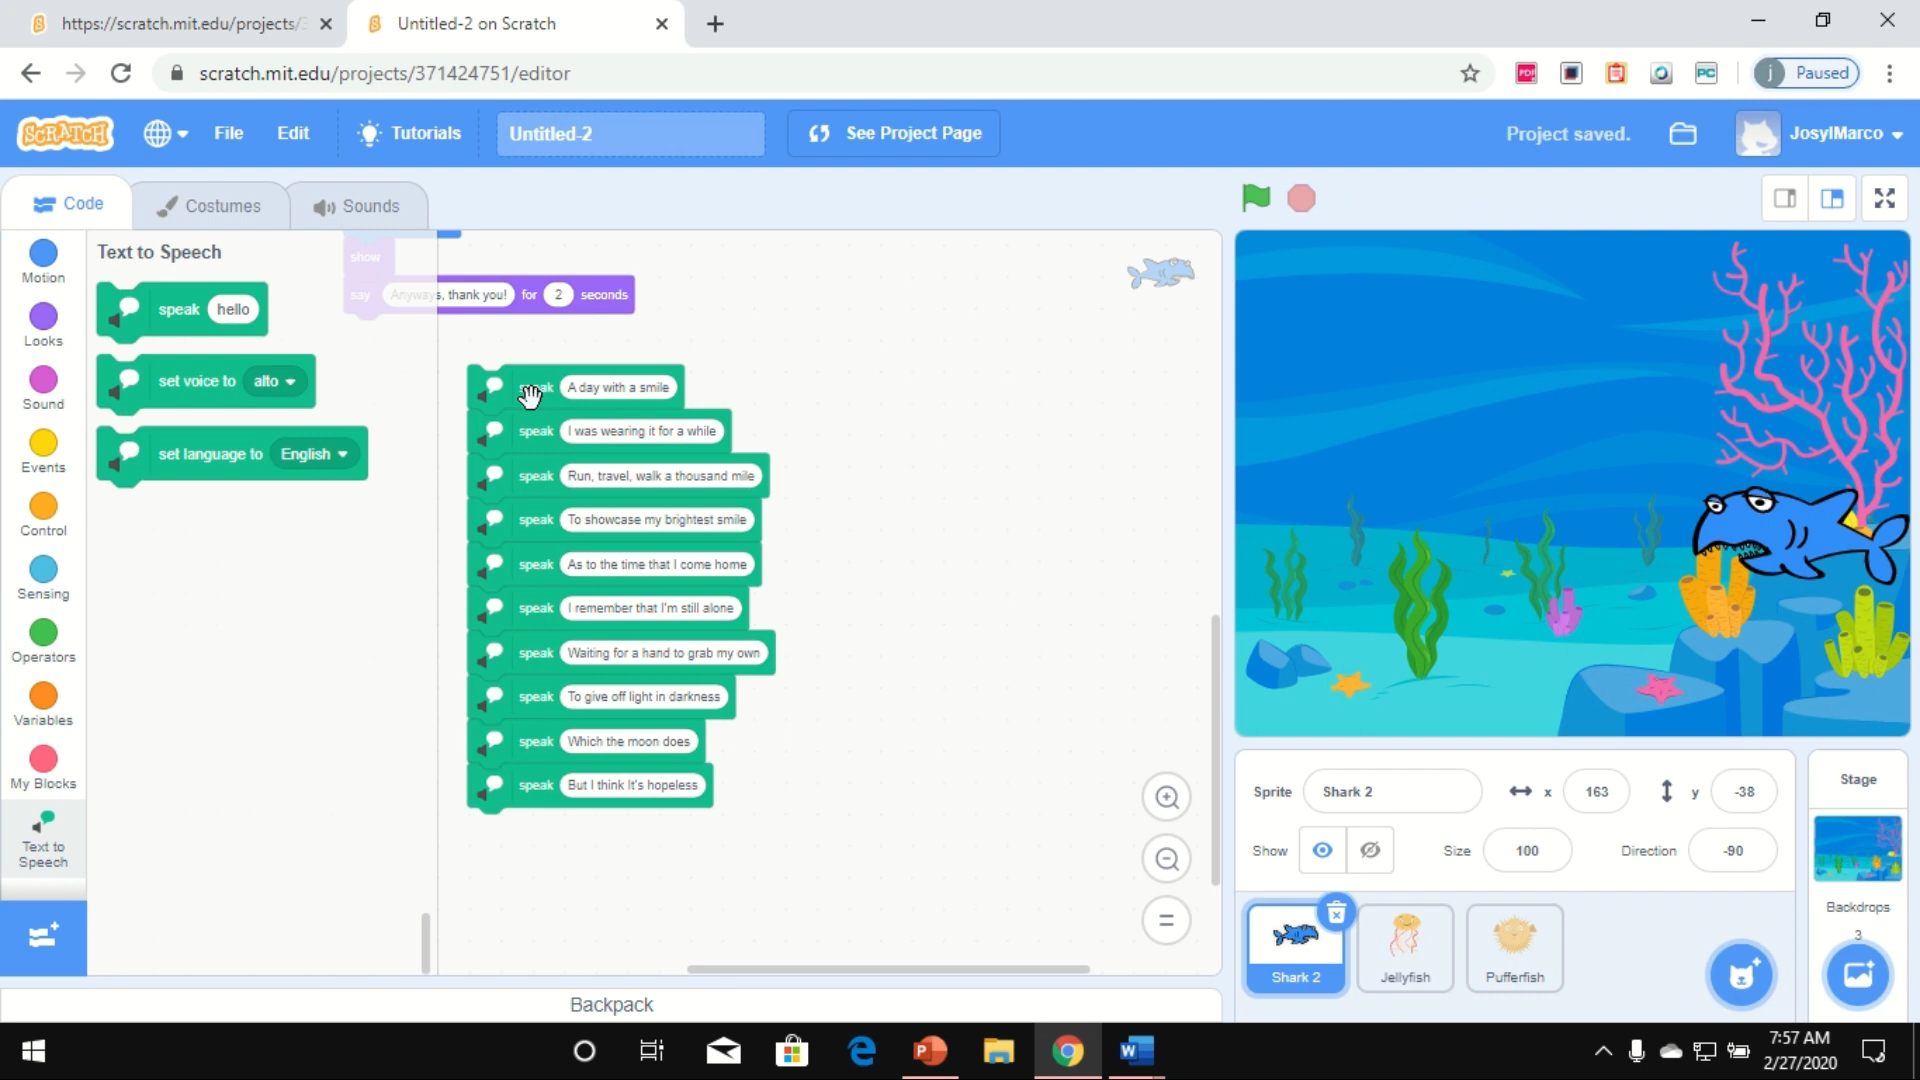 https://scratch.mit.edu/projects/3
Untitled-2 on Scratch
scratch.mit.edu/projects/371424751/editor
j Paused
SCRATCH
File
Edit
Tutorials
Untitled-2
See Project Page
Project saved.
JosylMarco
Code
Costumes
Sounds
Motion
Looks
Sound
Events
Control
Sensing
Operators
Variables
My Blocks
Text to
Speech
Text to Speech
speak hello
set voice to alto
set language to English
show
say Anyways, thank you! for 2 seconds
speak A day with a smile
speak I was wearing it for a while
speak Run, travel, walk a thousand mile
speak To showcase my brightest smile
speak As to the time that I come home
speak I remember that I'm still alone
speak Waiting for a hand to grab my own
speak To give off light in darkness
speak Which the moon does
speak But I think It's hopeless
Backpack
Sprite Shark 2 x 163 y -38
Show Size 100 Direction -90
Shark 2
Jellyfish
Pufferfish
Stage
Backdrops
3
7:57 AM
2/27/2020